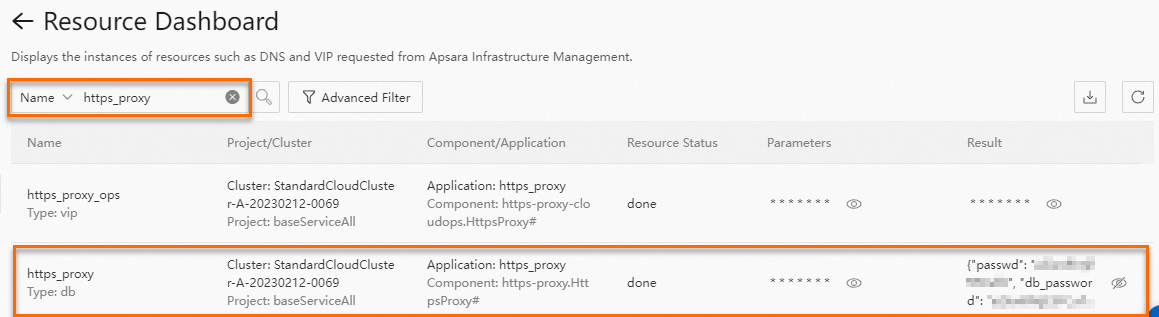 ← Resource Dashboard
Displays the instances of resources such as DNS and VIP requested from Apsara Infrastructure Management.
Name https_proxy Advanced Filter
Name Project/Cluster Component/Application Resource Status Parameters Result
https_proxy_ops
Type: vip
Cluster: StandardCloudCluste
r-A-20230212-0069
Project: baseServiceAll
Application: https_proxy
Component: https-proxy-clo
udops.HttpsProxy#
done
*******
*******
https_proxy
Type: db
Cluster: StandardCloudCluste
r-A-20230212-0069
Project: baseServiceAll
Application: https_proxy
Component: https-proxy.Htt
psProxy#
done
*******
{"passwd": "
", "db_passwor
d": "